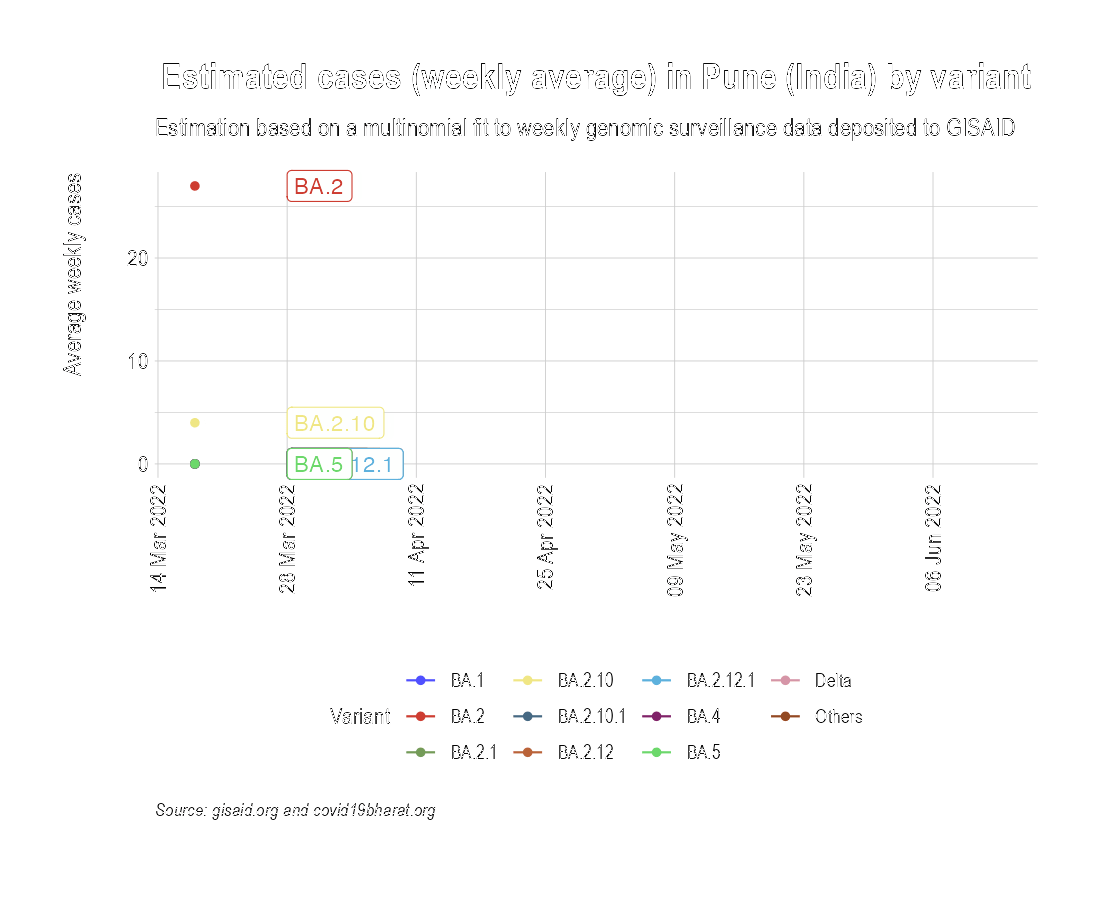 Estimated cases (weekly average) in Pune (India) by variant
Estimation based on a multinomial fit to weekly genomic surveillance data deposited to GISAID
Average weekly cases
20
10
0
BA.2
BA.2.10
BA.5
12.1
14 Mar 2022
28 Mar 2022
11 Apr 2022
25 Apr 2022
09 May 2022
23 May 2022
06 Jun 2022
Variant
BA.1
BA.2
BA.2.1
BA.2.10
BA.2.10.1
BA.2.12
BA.2.12.1
BA.4
BA.5
Delta
Others
Source: gisaid.org and covid19bharat.org